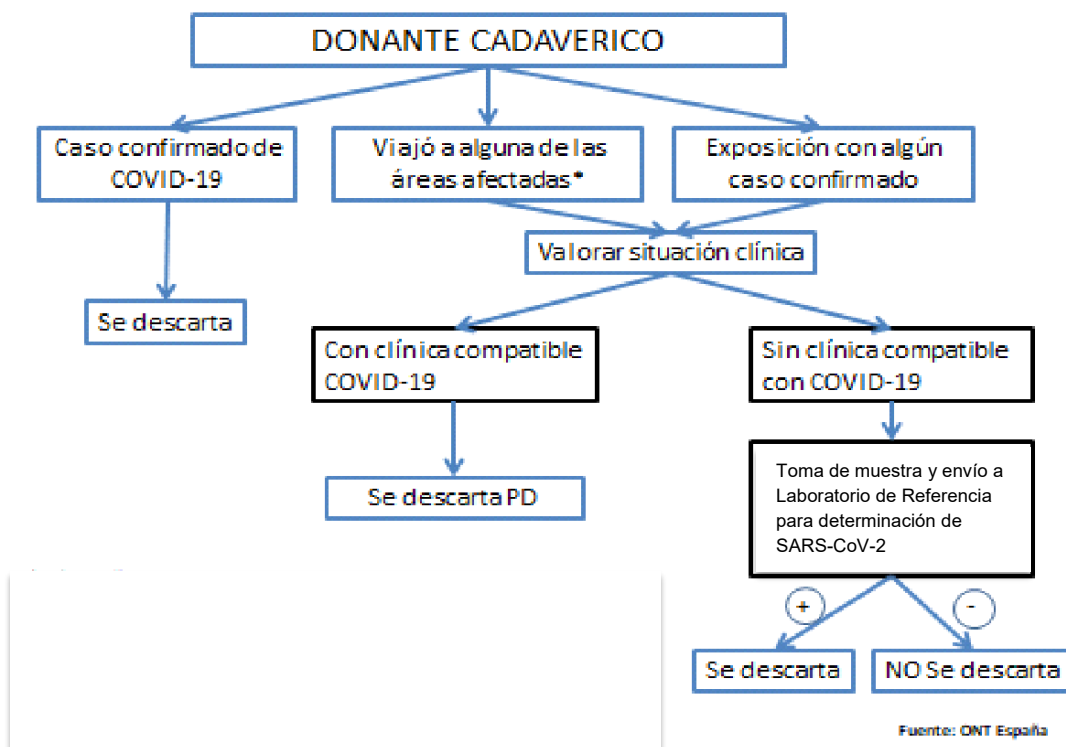 DONANTE CADAVERICO
Caso confirmado de
COVID-19
Viajó a alguna de las
áreas afectadas*
Exposición con algún
caso confirmado
Valorar situación clínica
Se descarta
Con clínica compatible
COVID-19
Sin clínica compatible
con COVID-19
Se descarta PD
Toma de muestra y envío a
Laboratorio de Referencia
para determinación de
SARS-CoV-2
+
-
Se descarta
NO Se descarta
Fuente: ONT España